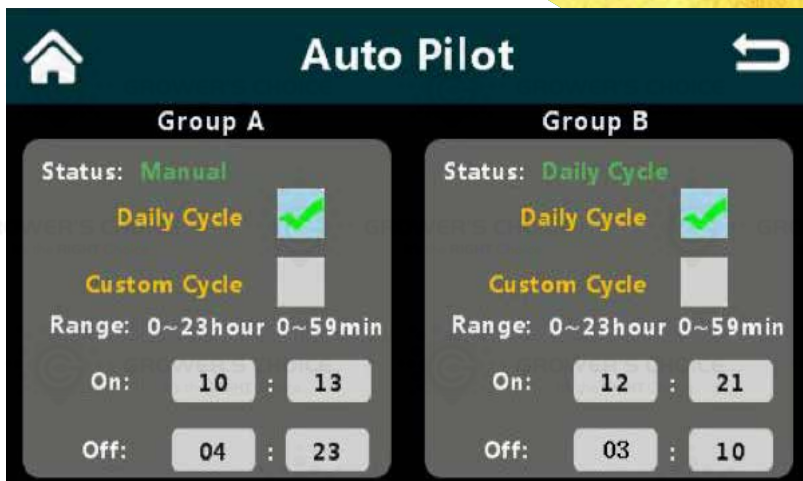 Auto Pilot
Group A
Status: Manual
Daily Cycle
Custom Cycle
Range: 0~23hour 0~59min
On: 10 : 13
Off: 04 : 23
Group B
Status: Daily Cycle
Daily Cycle
Custom Cycle
Range: 0~23hour 0~59min
On: 12 : 21
Off: 03 : 10